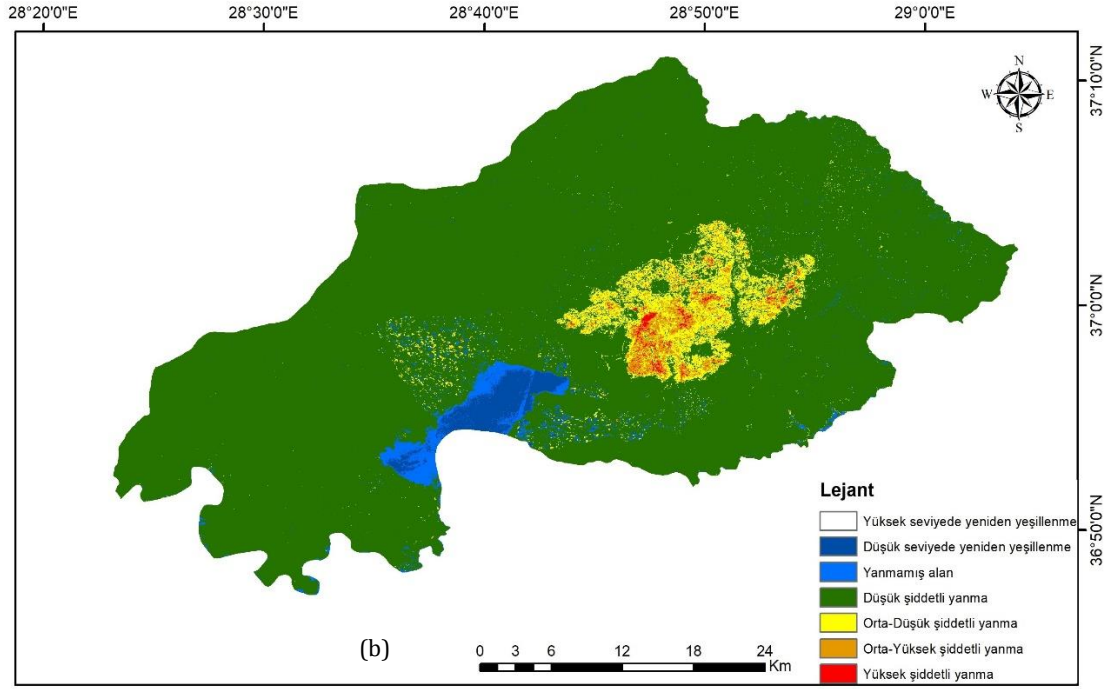 28°20'0"E 28°30'0"E 28°40'0"E 28°50'0"E 29°0'0"E
N
W E
S
37°10'0"N
37°0'0"N
36°50'0"N
Lejant
Yüksek seviyede yeniden yeşillenme
Düşük seviyede yeniden yeşillenme
Yanmamış alan
Düşük şiddetli yanma
Orta-Düşük şiddetli yanma
Orta-Yüksek şiddetli yanma
Yüksek şiddetli yanma
(b)
0 3 6 12 18 24
Km